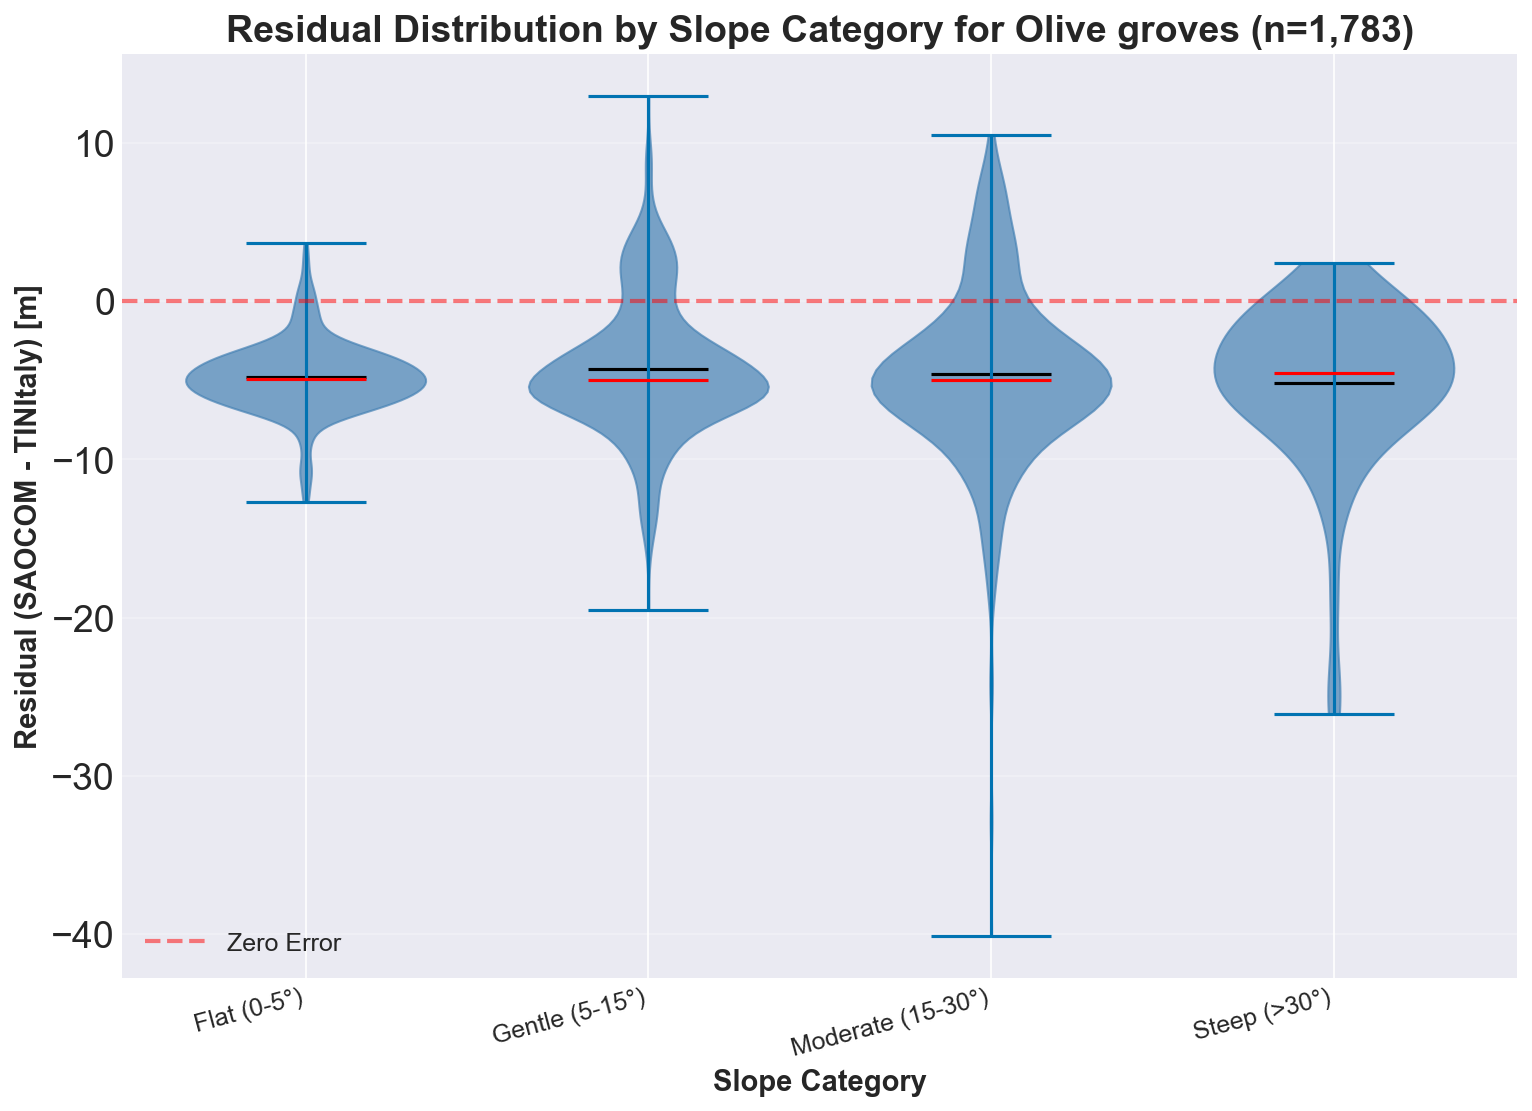 Residual Distribution by Slope Category for Olive groves (n=1,783)
Residual (SAOCOM - TINItaly) [m]
10
0
−10
−20
−30
−40
Zero Error
Flat (0-5°)
Gentle (5-15°)
Moderate (15-30°)
Steep (>30°)
Slope Category